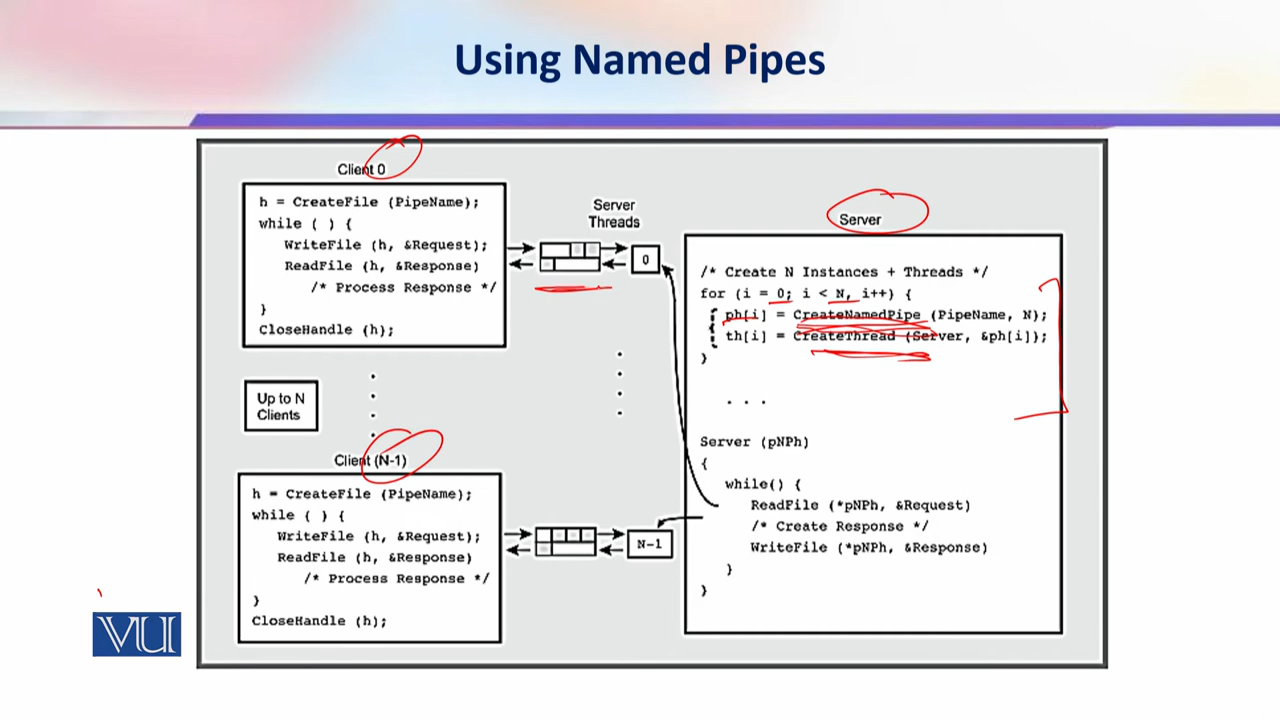 Using Named Pipes
Client 0
h = CreateFile (PipeName);
while ( ) {
WriteFile (h, &Request);
ReadFile (h, &Response)
/* Process Response */
}
CloseHandle (h);
Up to N
Clients
Client (N-1)
h = CreateFile (PipeName);
while ( ) {
WriteFile (h, &Request);
ReadFile (h, &Response)
/* Process Response */
}
CloseHandle (h);
Server
Threads
0
N-1
Server
/* Create N Instances + Threads */
for (i = 0; i < N, i++) {
ph[i] = CreateNamedPipe (PipeName, N);
th[i] = CreateThread (Server, &ph[i]);
}
. . .
Server (pNPh)
{
while() {
ReadFile (*pNPh, &Request)
/* Create Response */
WriteFile (*pNPh, &Response)
}
}
VU